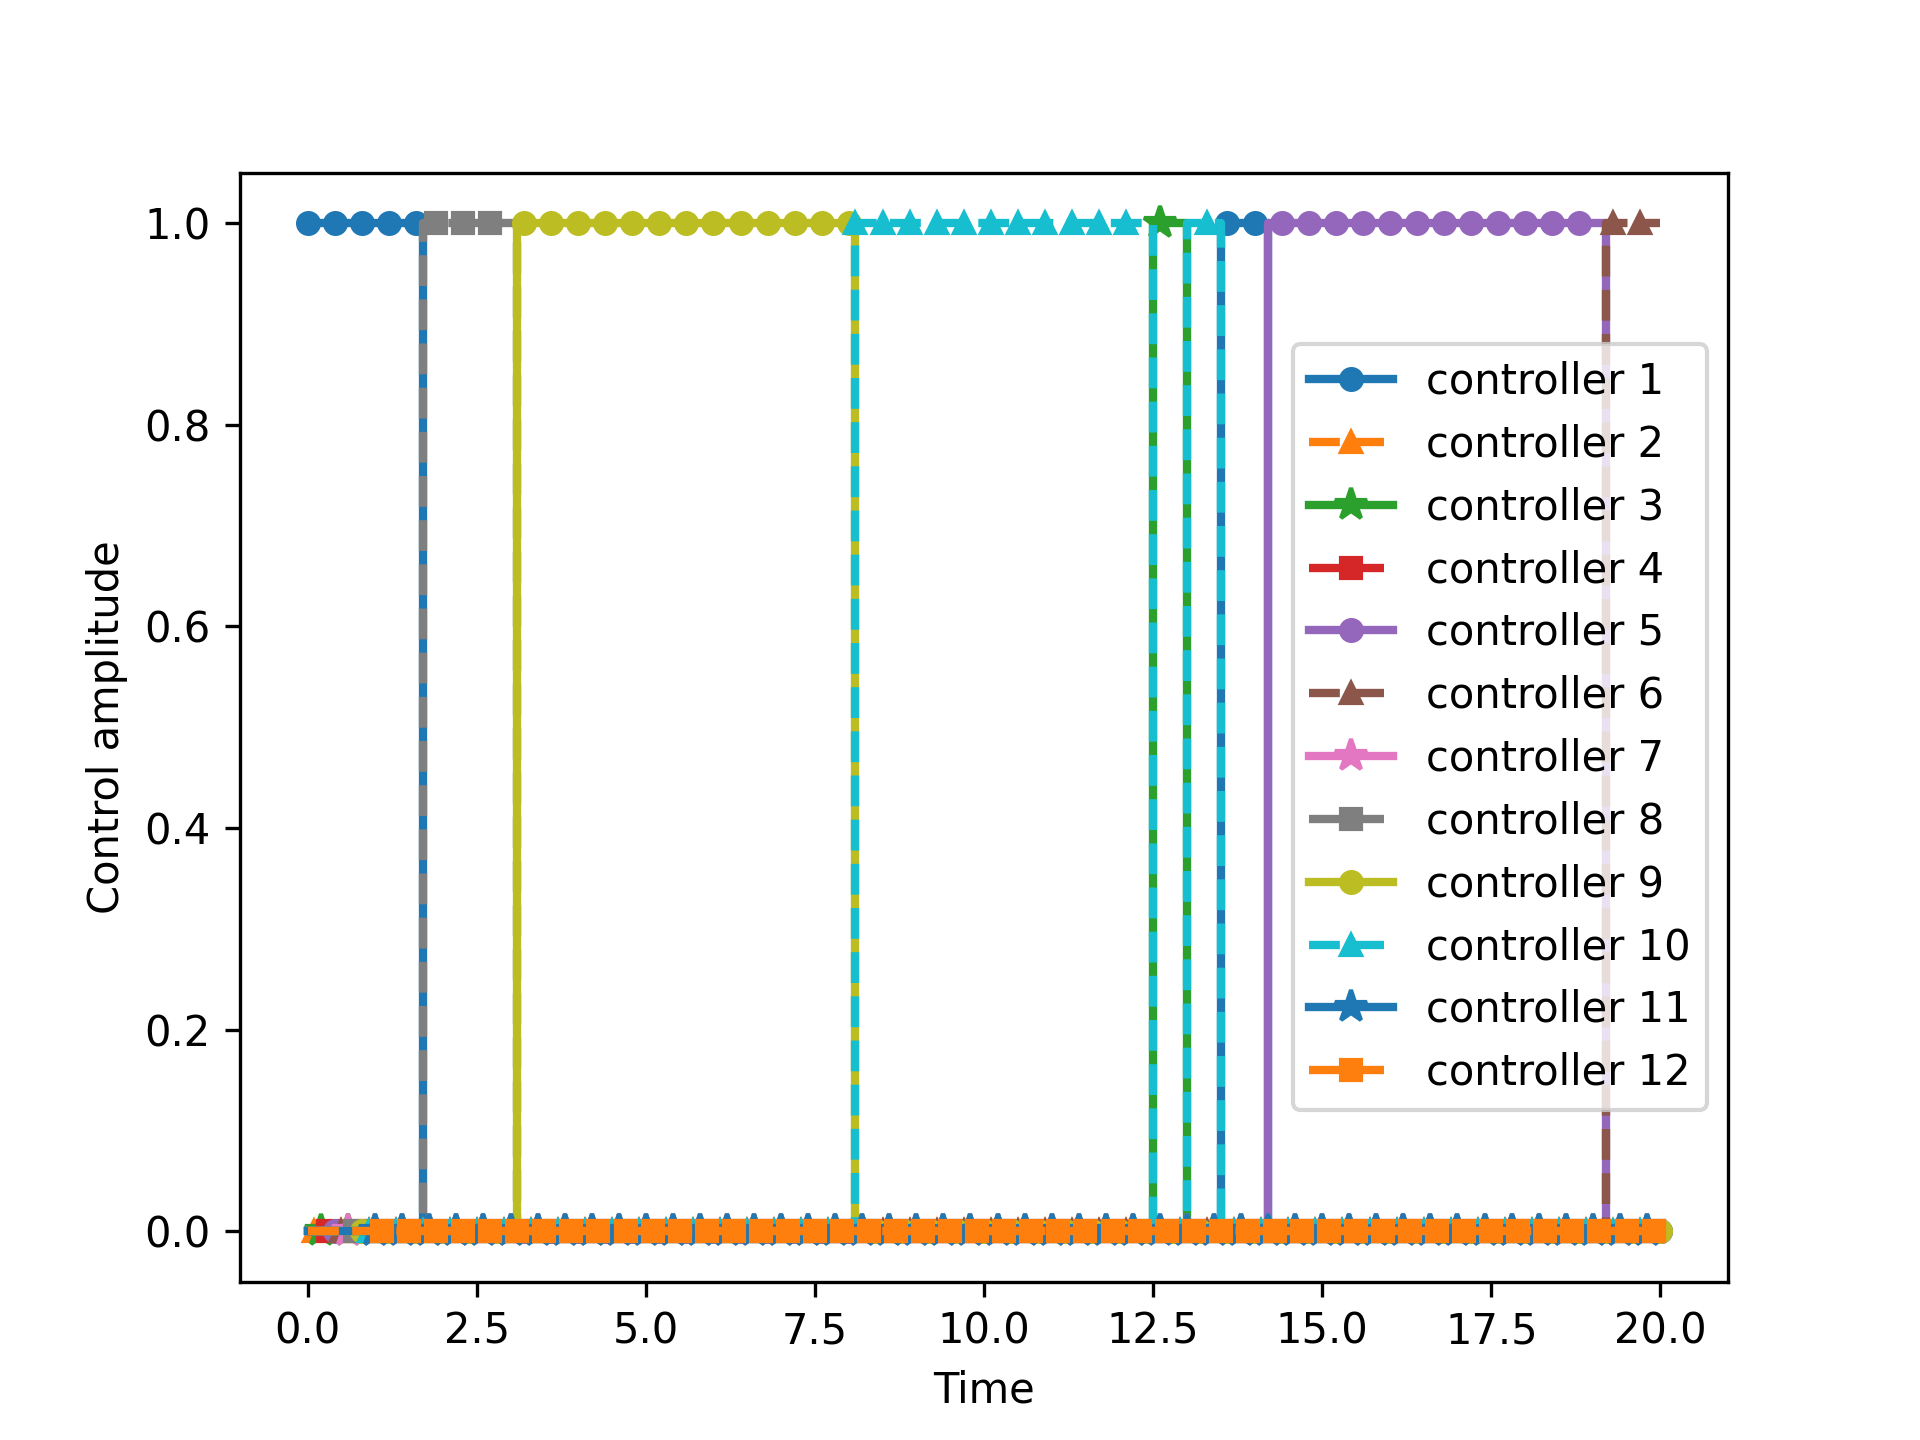 1.0
0.8
0.6
0.4
0.2
0.0
Control amplitude
controller 1
controller 2
controller 3
controller 4
controller 5
controller 6
controller 7
controller 8
controller 9
controller 10
controller 11
controller 12
0.0 2.5 5.0 7.5 10.0 12.5 15.0 17.5 20.0
Time